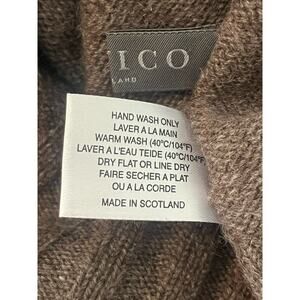 ICO
LAND
HAND WASH ONLY
LAVER A LA MAIN
WARM WASH (40°C/104°F)
LAVER A L'EAU TEIDE (40°C/104°F)
DRY FLAT OR LINE DRY
FAIRE SECHER A PLAT
OU A LA CORDE
MADE IN SCOTLAND